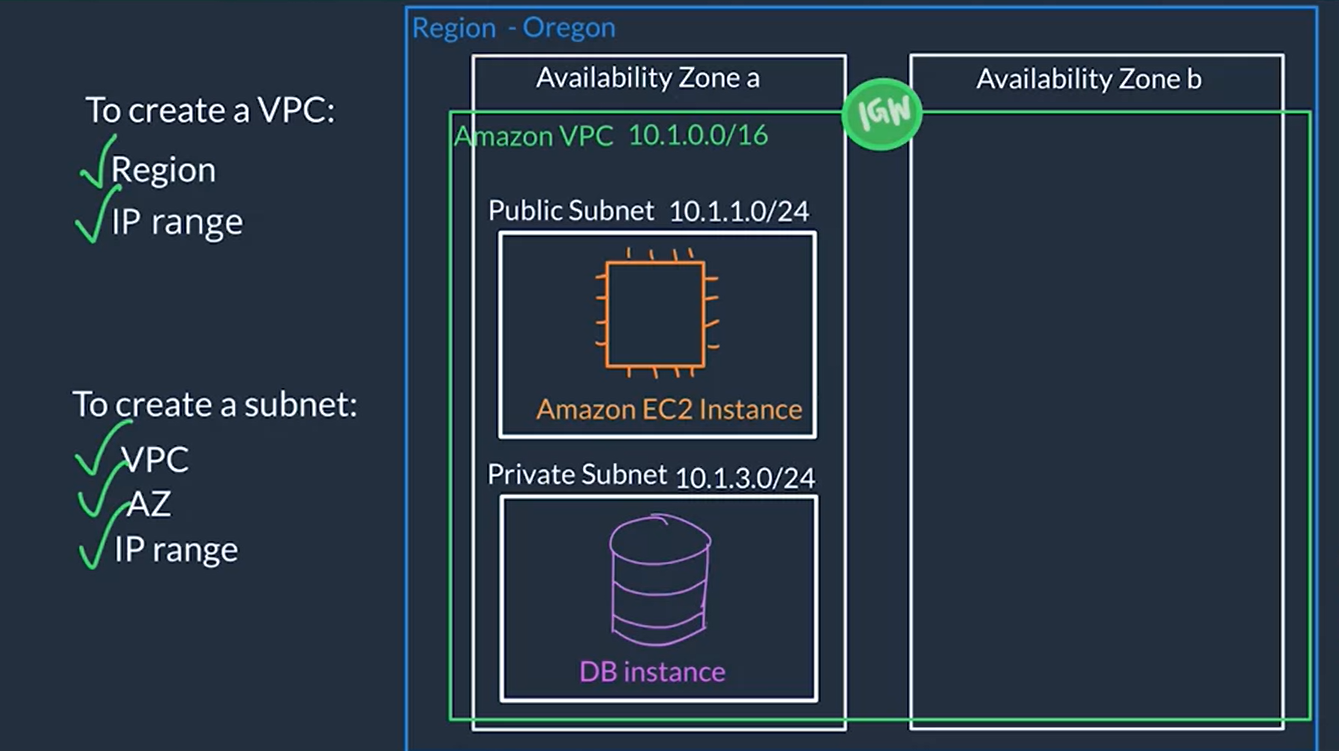 To create a VPC:
Region
IP range
To create a subnet:
VPC
AZ
IP range
Region - Oregon
Availability Zone a
Availability Zone b
IGW
Amazon VPC 10.1.0.0/16
Public Subnet 10.1.1.0/24
Amazon EC2 Instance
Private Subnet 10.1.3.0/24
DB instance